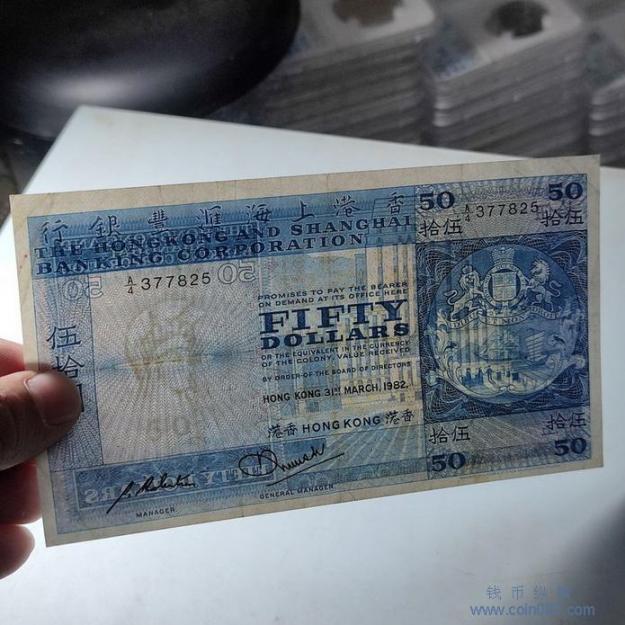 行銀豐滙海上港香
50
50
A/4 377825
拾伍
拾伍
THE HONGKONG AND SHANGHAI
BANKING CORPORATION
A/4 377825
PROMISES TO PAY THE BEARER
ON DEMAND AT ITS OFFICE HERE
FIFTY
DOLLARS
OR THE EQUIVALENT IN THE CURRENCY
OF THE COLONY, VALUE RECEIVED
BY ORDER OF THE BOARD OF DIRECTORS
伍拾
HONG KONG 31ST MARCH, 1982.
港香 HONG KONG 港香
拾伍
拾伍
50
50
MANAGER
GENERAL MANAGER
钱币纵